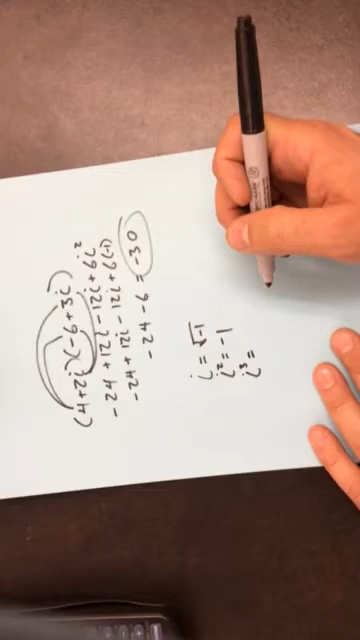 (4+2i)(-6+3i)
-24+12i-12i+6i²
-24+12i-12i+6(-1)
-24-6 = -30
i = √-1
i² = -1
i³ =